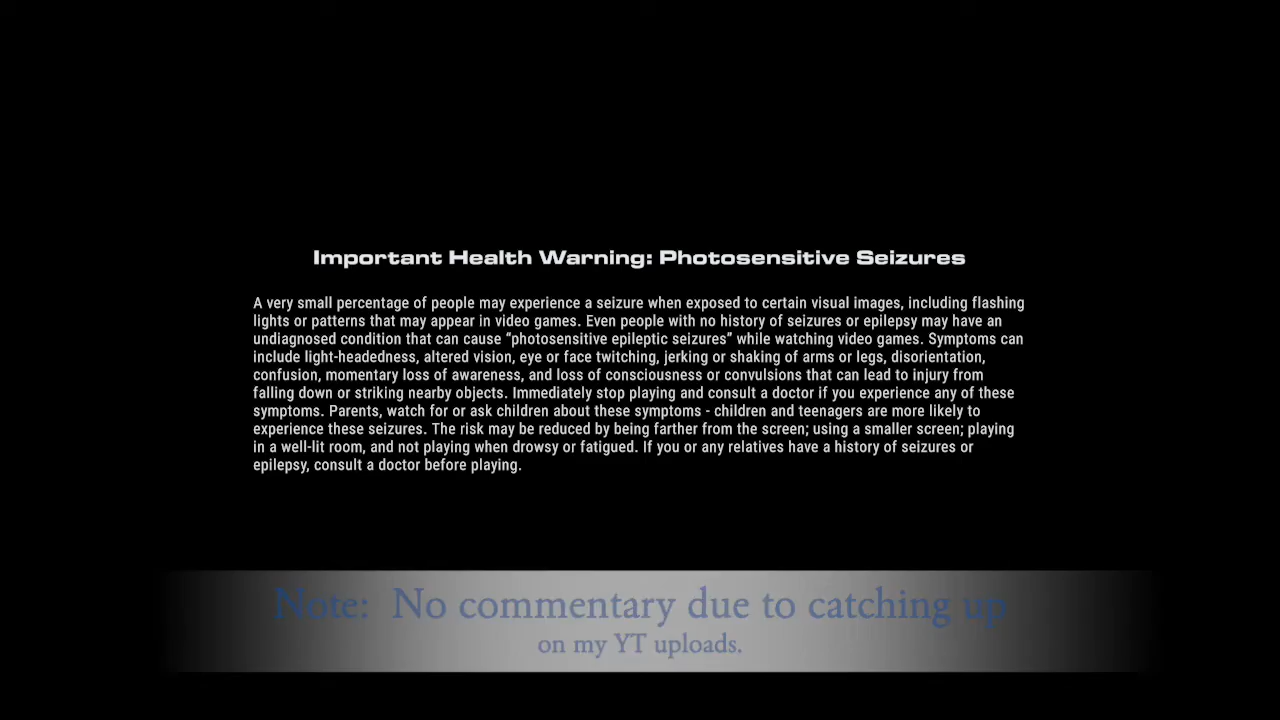 Important Health Warning: Photosensitive Seizures
A very small percentage of people may experience a seizure when exposed to certain visual images, including flashing
lights or patterns that may appear in video games. Even people with no history of seizures or epilepsy may have an
undiagnosed condition that can cause “photosensitive epileptic seizures” while watching video games. Symptoms can
include light-headedness, altered vision, eye or face twitching, jerking or shaking of arms or legs, disorientation,
confusion, momentary loss of awareness, and loss of consciousness or convulsions that can lead to injury from
falling down or striking nearby objects. Immediately stop playing and consult a doctor if you experience any of these
symptoms. Parents, watch for or ask children about these symptoms - children and teenagers are more likely to
experience these seizures. The risk may be reduced by being farther from the screen; using a smaller screen; playing
in a well-lit room, and not playing when drowsy or fatigued. If you or any relatives have a history of seizures or
epilepsy, consult a doctor before playing.
Note: No commentary due to catching up
on my YT uploads.